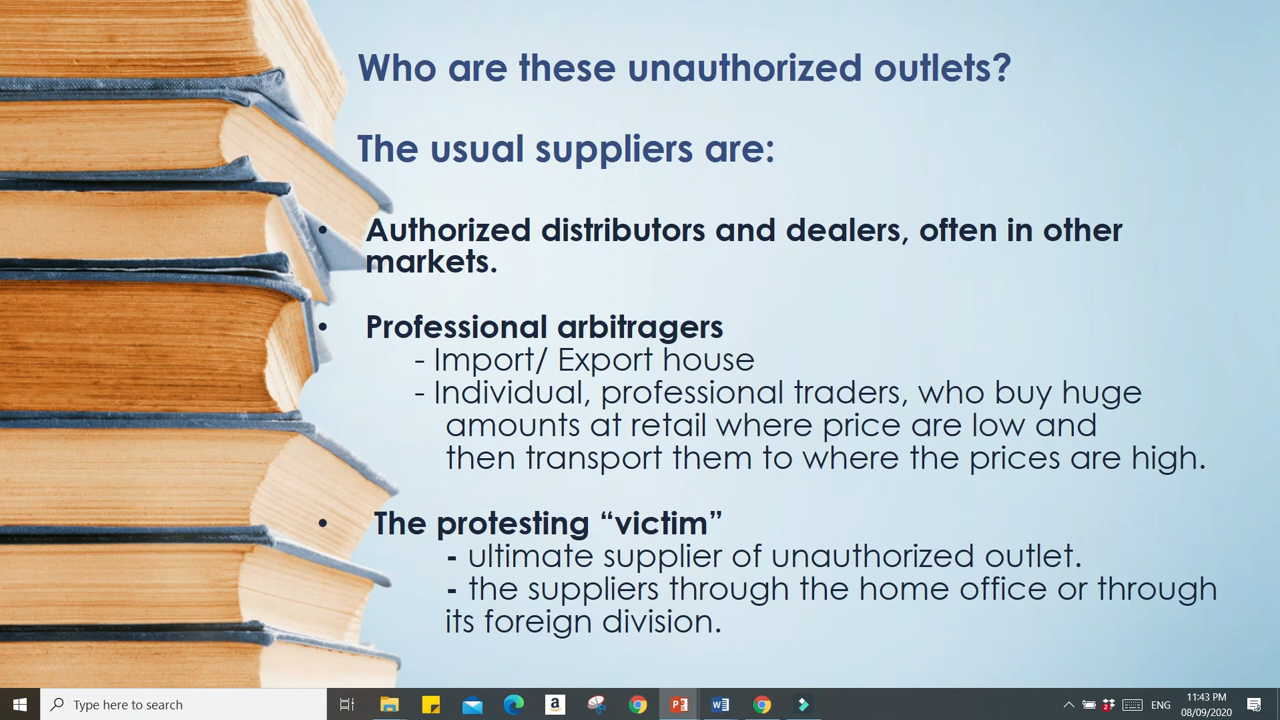 Who are these unauthorized outlets?
The usual suppliers are:
• Authorized distributors and dealers, often in other
markets.
• Professional arbitragers
- Import/ Export house
- Individual, professional traders, who buy huge
amounts at retail where price are low and
then transport them to where the prices are high.
• The protesting “victim”
- ultimate supplier of unauthorized outlet.
- the suppliers through the home office or through
its foreign division.
Type here to search
ENG
11:43 PM
08/09/2020